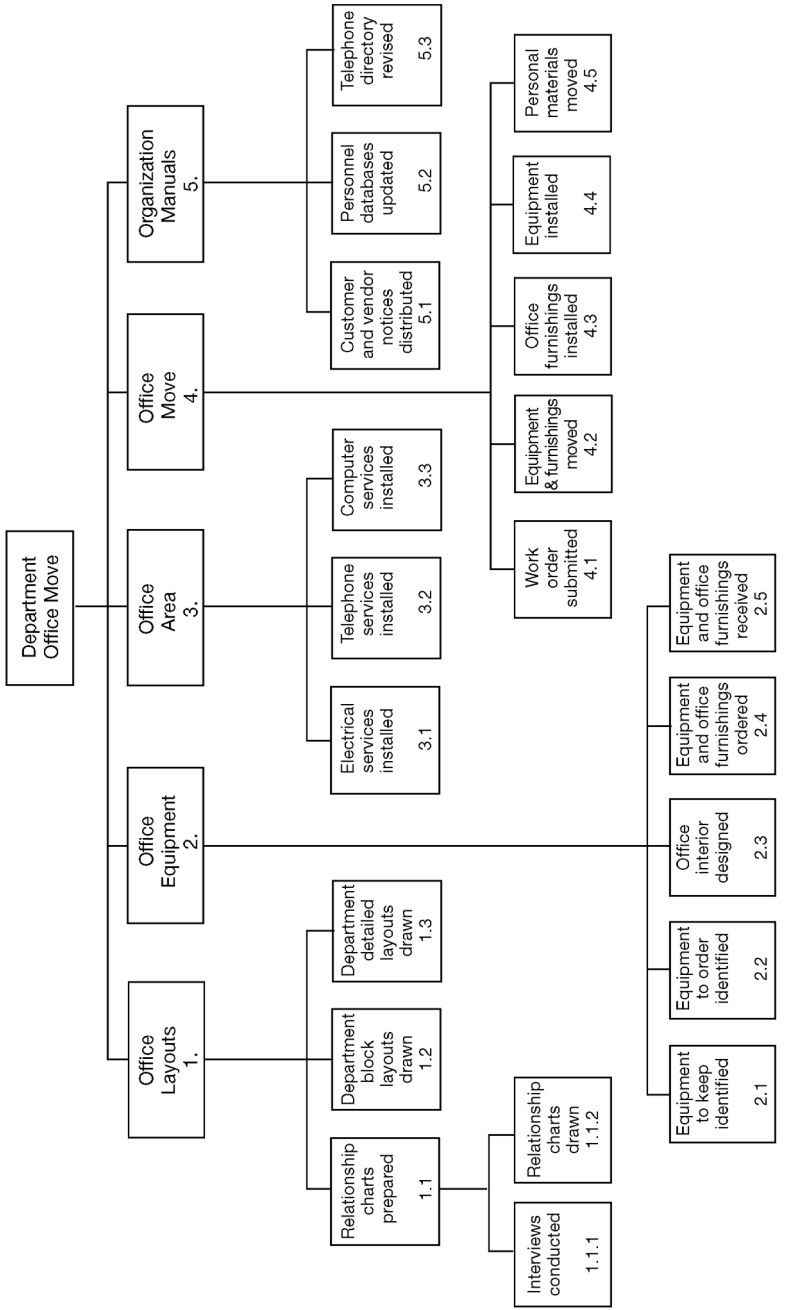 Department
Office Move
Office
Layouts
1.
Office
Equipment
2.
Office
Area
3.
Office
Move
4.
Organization
Manuals
5.
Relationship
charts
prepared
1.1
Department
block
layouts
drawn
1.2
Department
detailed
layouts
drawn
1.3
Electrical
services
installed
3.1
Telephone
services
installed
3.2
Computer
services
installed
3.3
Customer
and vendor
notices
distributed
5.1
Personnel
databases
updated
5.2
Telephone
directory
revised
5.3
Interviews
conducted
1.1.1
Relationship
charts
drawn
1.1.2
Work
order
submitted
4.1
Equipment
& furnishings
moved
4.2
Office
furnishings
installed
4.3
Equipment
installed
4.4
Personal
materials
moved
4.5
Equipment
to keep
identified
2.1
Equipment
to order
identified
2.2
Office
interior
designed
2.3
Equipment
and office
furnishings
ordered
2.4
Equipment
and office
furnishings
received
2.5